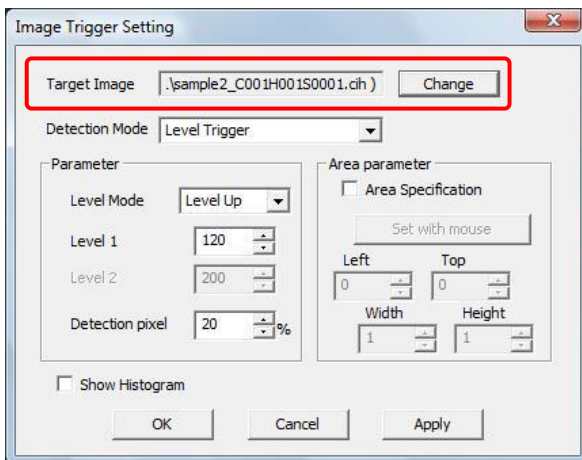 Image Trigger Setting
Target Image .\sample2_C001H001S0001.cih ) Change
Detection Mode Level Trigger
Parameter
Level Mode Level Up
Level 1 120
Level 2 200
Detection pixel 20 %
Area parameter
Area Specification
Set with mouse
Left Top
0 0
Width Height
1 1
Show Histogram
OK Cancel Apply